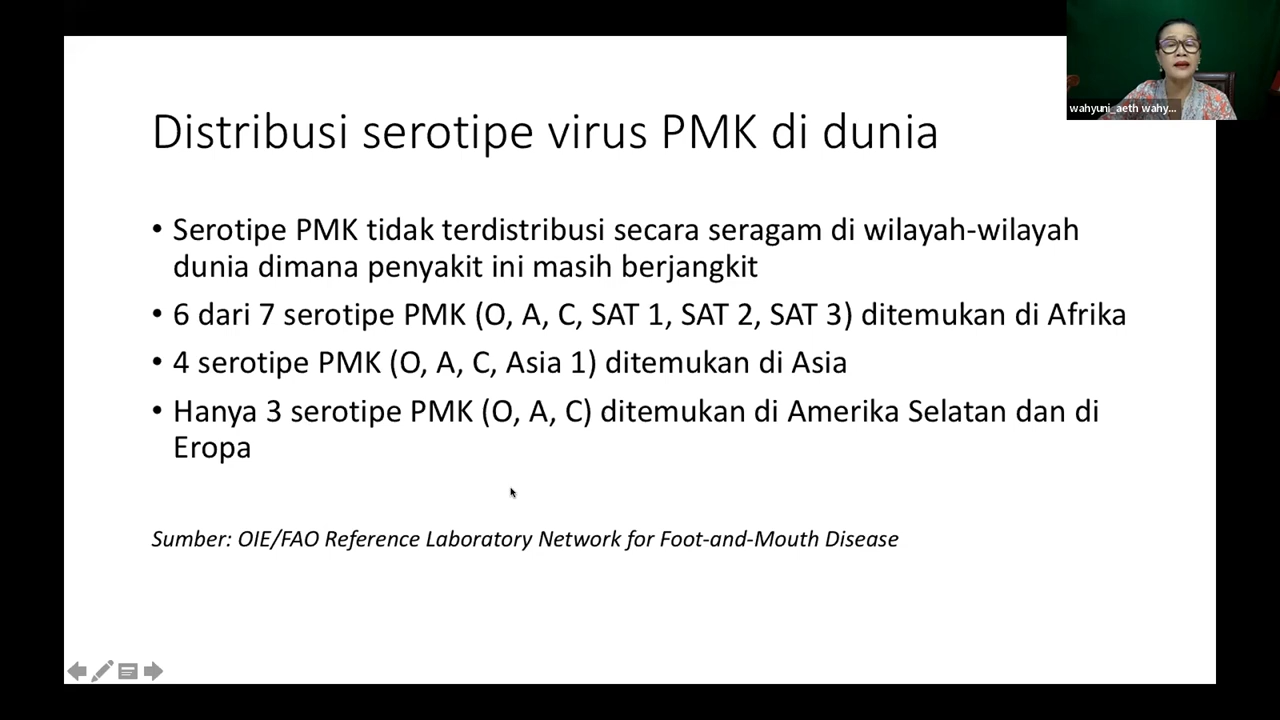 wahyuni_aeth wahy...
Distribusi serotipe virus PMK di dunia
• Serotipe PMK tidak terdistribusi secara seragam di wilayah-wilayah
dunia dimana penyakit ini masih berjangkit
• 6 dari 7 serotipe PMK (O, A, C, SAT 1, SAT 2, SAT 3) ditemukan di Afrika
• 4 serotipe PMK (O, A, C, Asia 1) ditemukan di Asia
• Hanya 3 serotipe PMK (O, A, C) ditemukan di Amerika Selatan dan di
Eropa
Sumber: OIE/FAO Reference Laboratory Network for Foot-and-Mouth Disease